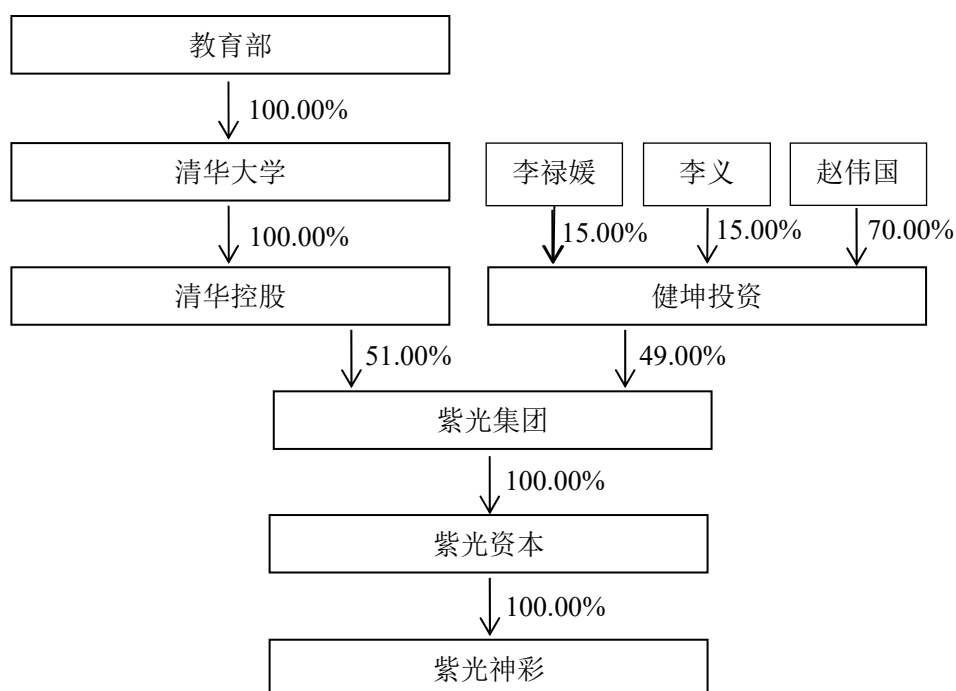 教育部
100.00%
清华大学
李禄媛
李义
赵伟国
100.00%
15.00%
15.00%
70.00%
清华控股
健坤投资
51.00%
49.00%
紫光集团
100.00%
紫光资本
100.00%
紫光神彩